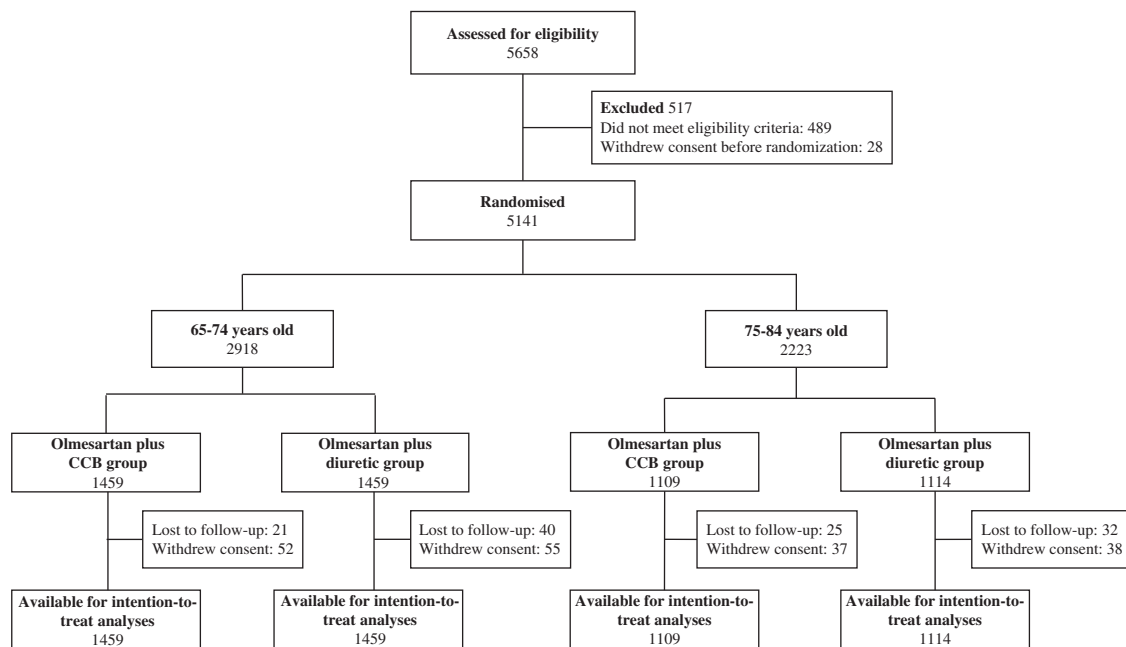 Assessed for eligibility
5658
Excluded 517
Did not meet eligibility criteria: 489
Withdrew consent before randomization: 28
Randomised
5141
65-74 years old
2918
75-84 years old
2223
Olmesartan plus
CCB group
1459
Olmesartan plus
diuretic group
1459
Olmesartan plus
CCB group
1109
Olmesartan plus
diuretic group
1114
Lost to follow-up: 21
Withdrew consent: 52
Lost to follow-up: 40
Withdrew consent: 55
Lost to follow-up: 25
Withdrew consent: 37
Lost to follow-up: 32
Withdrew consent: 38
Available for intention-to-
treat analyses
1459
Available for intention-to-
treat analyses
1459
Available for intention-to-
treat analyses
1109
Available for intention-to-
treat analyses
1114